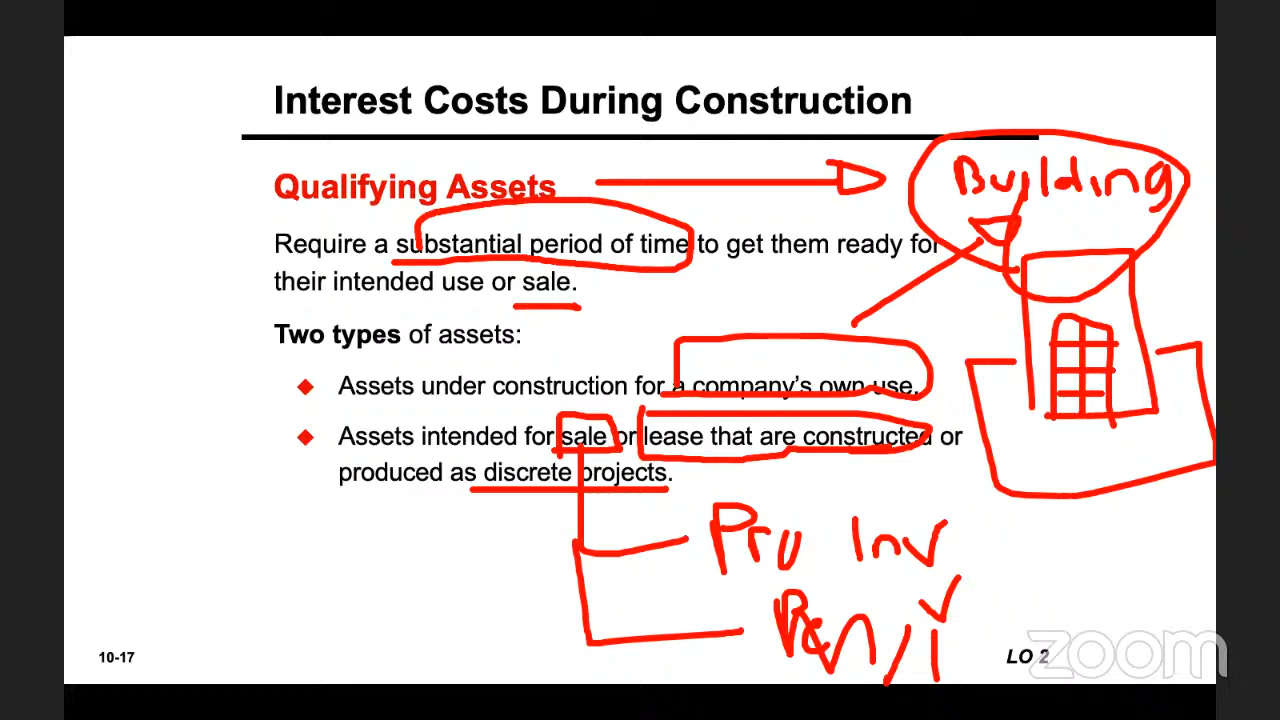 Interest Costs During Construction
Qualifying Assets
Building
Require a substantial period of time to get them ready for
their intended use or sale.
Two types of assets:
Assets under construction for a company's own use.
Assets intended for sale or lease that are constructed or
produced as discrete projects.
Pro Inv
10-17
LO 2
zoom